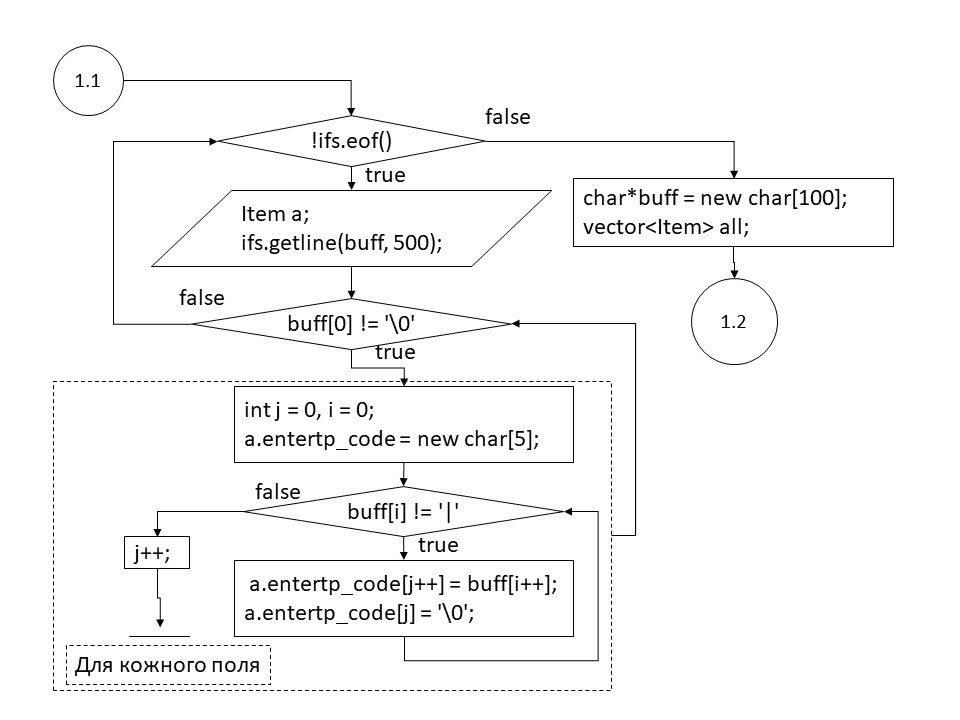 1.1
!ifs.eof()
false
true
Item a;
ifs.getline(buff, 500);
char*buff = new char[100];
vector<Item> all;
1.2
false
buff[0] != '\0'
true
int j = 0, i = 0;
a.entertp_code = new char[5];
false
buff[i] != '|'
true
j++;
a.entertp_code[j++] = buff[i++];
a.entertp_code[j] = '\0';
Для кожного поля